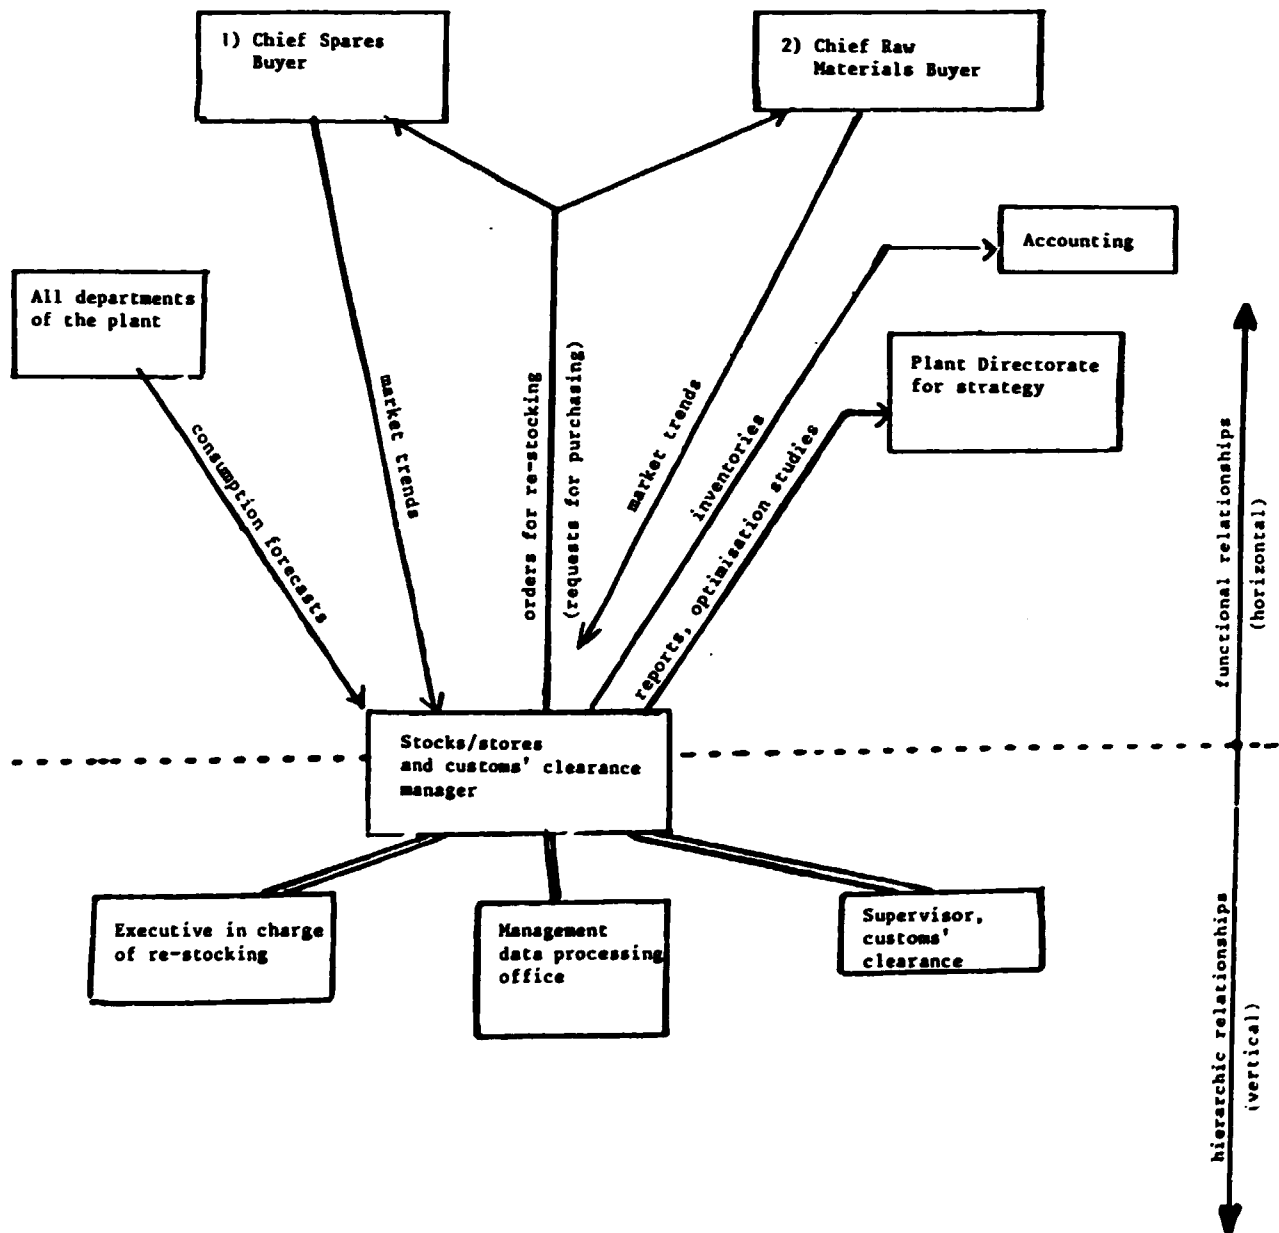 1) Chief Spares
Buyer
2) Chief Raw
Materials Buyer
Accounting
All departments
of the plant
Plant Directorate
for strategy
consumption forecasts
market trends
orders for re-stocking
(requests for purchasing)
market trends
inventories
reports, optimisation studies
functional relationships
(horizontal)
Stocks/stores
and customs' clearance
manager
Executive in charge
of re-stocking
Management
data processing
office
Supervisor,
customs'
clearance
hierarchic relationships
(vertical)